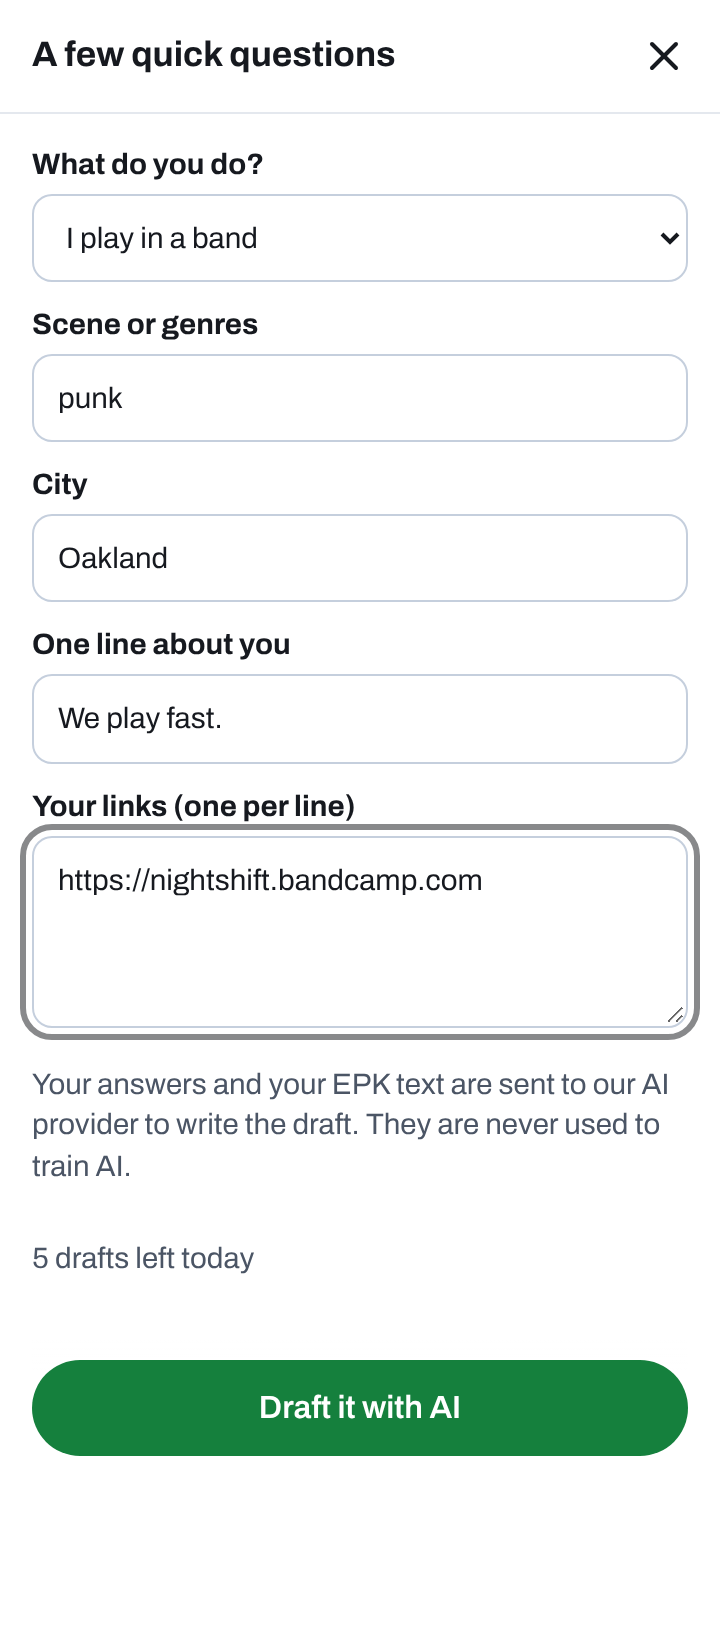 A few quick questions
What do you do?
I play in a band
Scene or genres
punk
City
Oakland
One line about you
We play fast.
Your links (one per line)
https://nightshift.bandcamp.com
Your answers and your EPK text are sent to our AI
provider to write the draft. They are never used to
train AI.
5 drafts left today
Draft it with AI